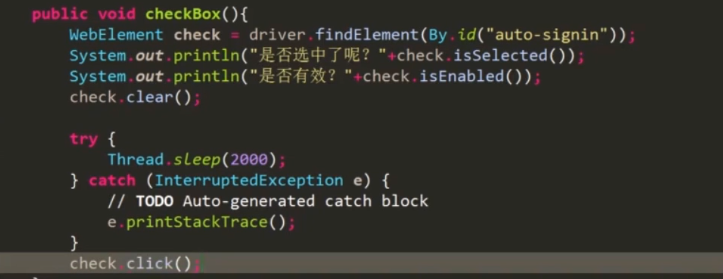 public void checkBox(){
WebElement check = driver.findElement(By.id("auto-signin"));
System.out.println("是否选中了呢？"+check.isSelected());
System.out.println("是否有效？"+check.isEnabled());
check.clear();
try {
Thread.sleep(2000);
} catch (InterruptedException e) {
// TODO Auto-generated catch block
e.printStackTrace();
}
check.click();